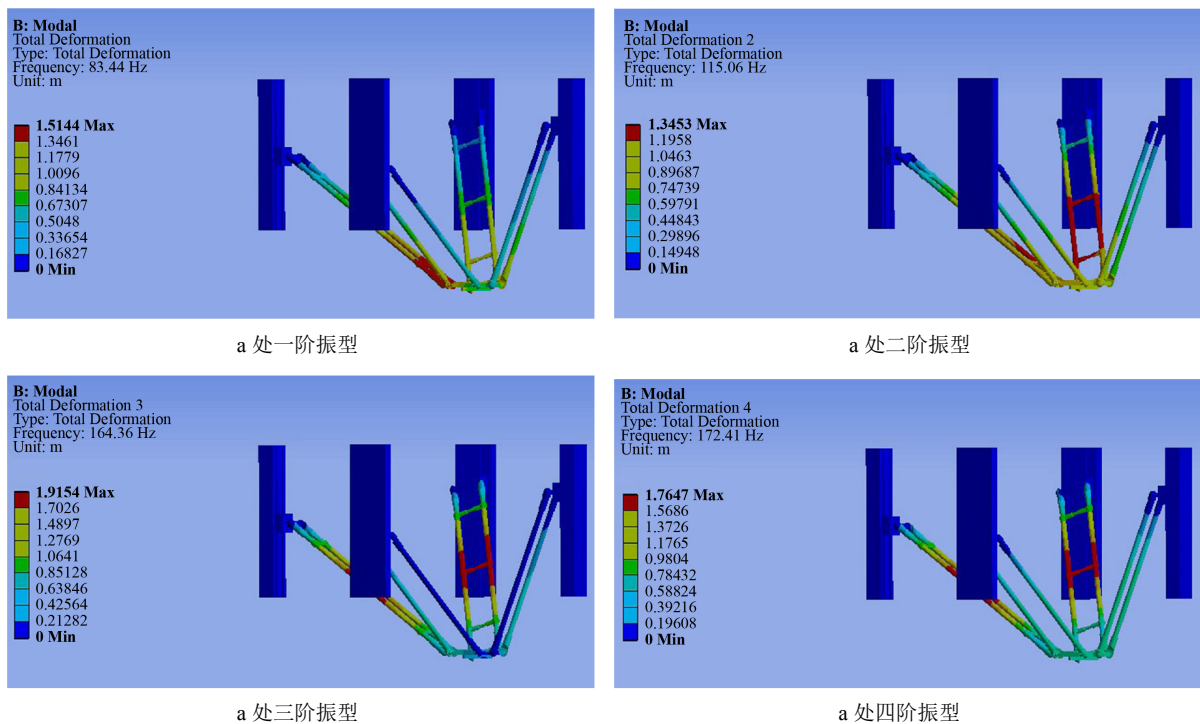 B: Modal
Total Deformation
Type: Total Deformation
Frequency: 83.44 Hz
Unit: m
1.5144 Max
1.3461
1.1779
1.0096
0.84134
0.67307
0.5048
0.33654
0.16827
0 Min
a 处一阶振型
B: Modal
Total Deformation 2
Type: Total Deformation
Frequency: 115.06 Hz
Unit: m
1.3453 Max
1.1958
1.0463
0.89687
0.74739
0.59791
0.44843
0.29896
0.14948
0 Min
a 处二阶振型
B: Modal
Total Deformation 3
Type: Total Deformation
Frequency: 164.36 Hz
Unit: m
1.9154 Max
1.7026
1.4897
1.2769
1.0641
0.85128
0.63846
0.42564
0.21282
0 Min
a 处三阶振型
B: Modal
Total Deformation 4
Type: Total Deformation
Frequency: 172.41 Hz
Unit: m
1.7647 Max
1.5686
1.3726
1.1765
0.9804
0.78432
0.58824
0.39216
0.19608
0 Min
a 处四阶振型